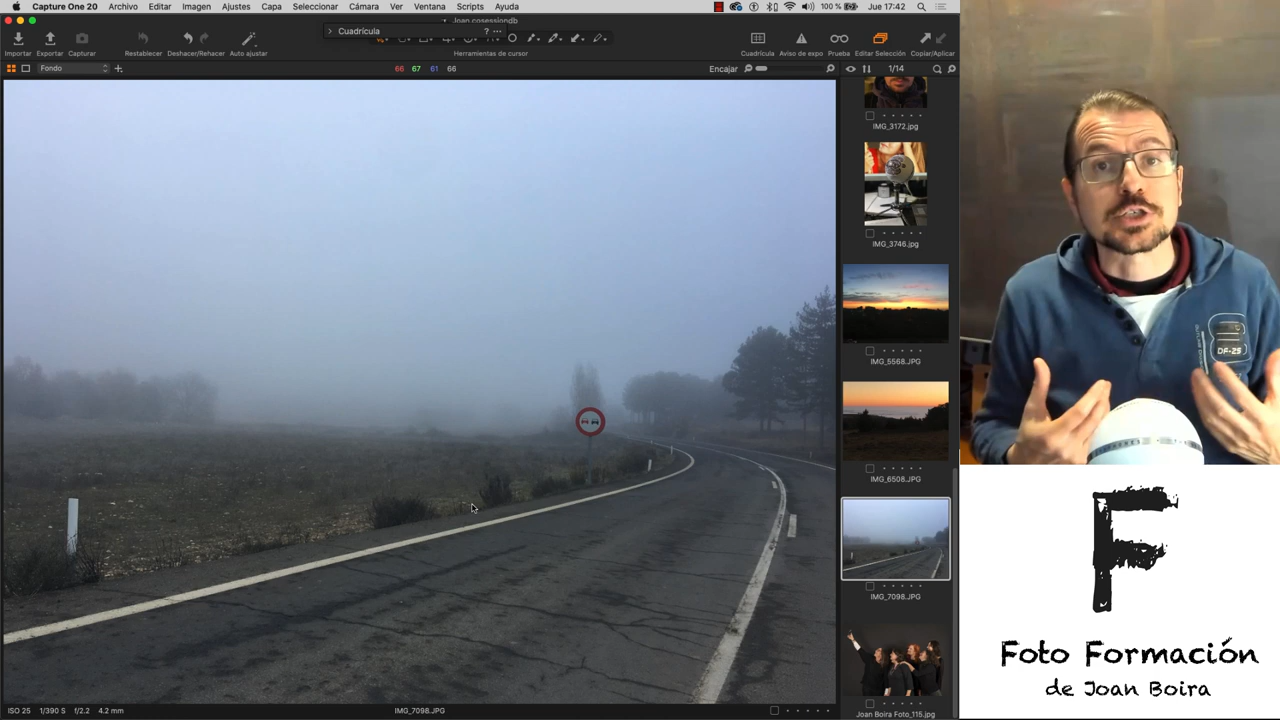 Capture One 20 Archivo Editar Imagen Ajustes Capa Seleccionar Cámara Ver Ventana Scripts Ayuda 100 % Jue 17:42
Joan.cosessiondb
Cuadrícula ? ···
Importar Exportar Capturar Restablecer Deshacer/Rehacer Auto ajustar Herramientas de cursor Cuadrícula Aviso de expo Prueba Editar Selección Copiar/Aplicar
Fondo 66 67 61 66 Encajar 1/14
IMG_3172.jpg
IMG_3746.jpg
IMG_5568.JPG
IMG_6508.JPG
IMG_7098.JPG
Joan Boira Foto_115.jpg
ISO 25 1/390 S f/2.2 4.2 mm IMG_7098.JPG
DF-ZS
F
Foto Formación
de Joan Boira